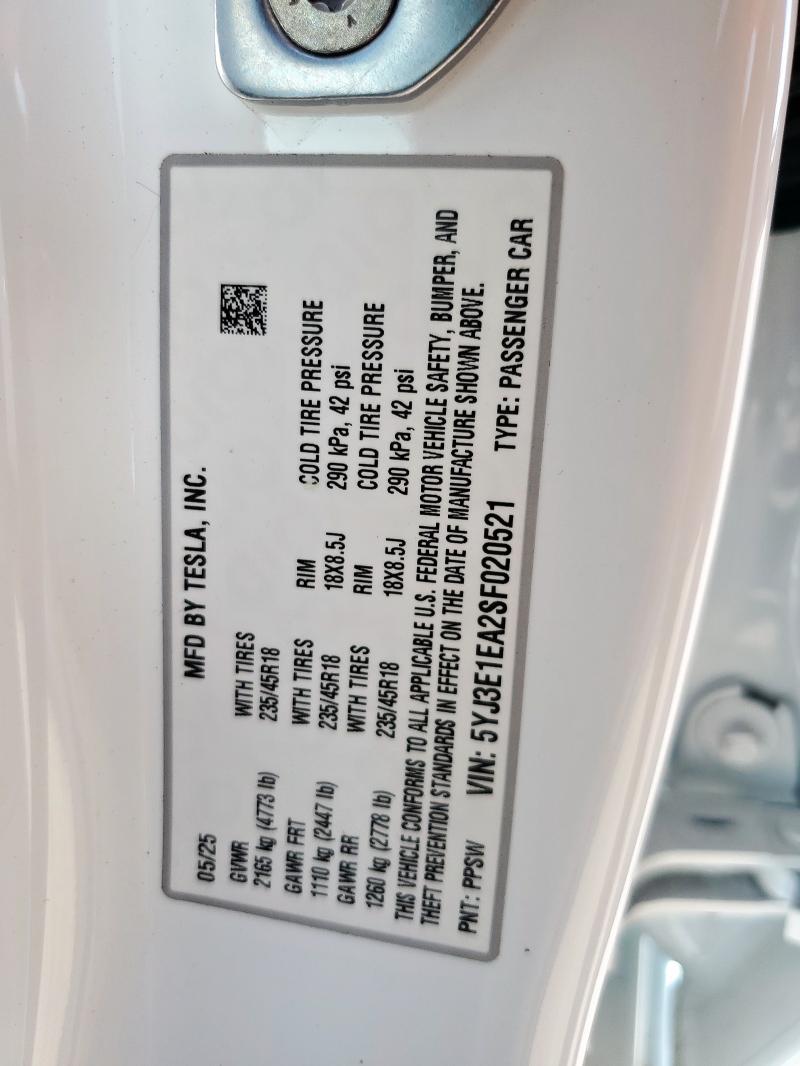 MFD BY TESLA, INC.
05/25
GVWR WITH TIRES
2165 kg (4773 lb) 235/45R18
GAWR FRT WITH TIRES RIM COLD TIRE PRESSURE
1110 kg (2447 lb) 235/45R18 18X8.5J 290 kPa, 42 psi
GAWR RR WITH TIRES RIM COLD TIRE PRESSURE
1260 kg (2778 lb) 235/45R18 18X8.5J 290 kPa, 42 psi
THIS VEHICLE CONFORMS TO ALL APPLICABLE U.S. FEDERAL MOTOR VEHICLE SAFETY, BUMPER, AND
THEFT PREVENTION STANDARDS IN EFFECT ON THE DATE OF MANUFACTURE SHOWN ABOVE.
PNT: PPSW VIN: 5YJ3E1EA2SF020521 TYPE: PASSENGER CAR